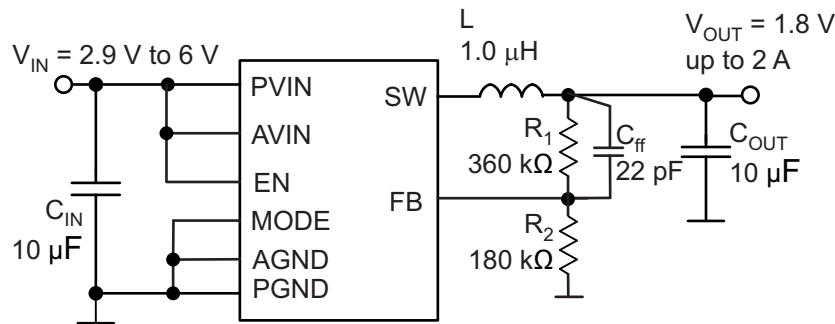 V_IN = 2.9 V to 6 V
L
1.0 μH
V_OUT = 1.8 V
up to 2 A
PVIN
AVIN
EN
MODE
AGND
PGND
SW
FB
C_IN
10 µF
R_1
360 kΩ
C_ff
22 pF
C_OUT
10 µF
R_2
180 kΩ